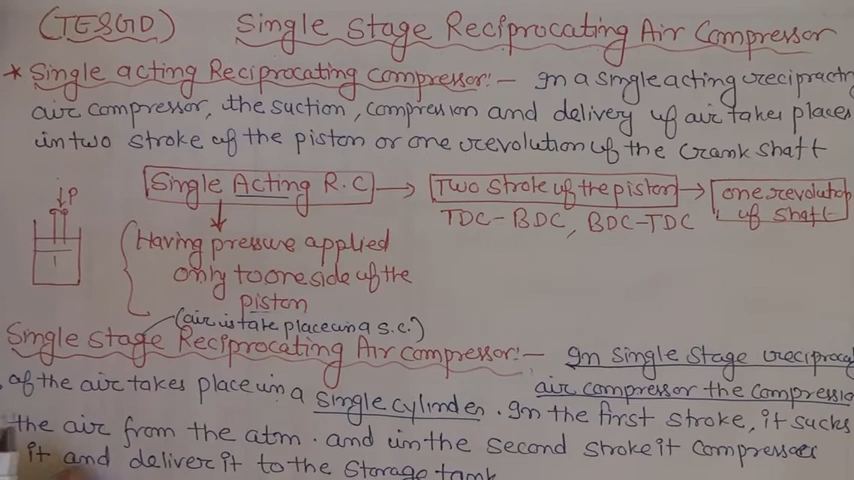 (TESGD) Single Stage Reciprocating Air Compressor
* Single acting Reciprocating compressor:- In a single acting reciprocating
air compressor, the suction, compression and delivery of air takes places
in two stroke of the piston or one revolution of the crank shaft
Single Acting R.C → Two stroke of the piston → one revolution of shaft
TDC-BDC, BDC-TDC
P
Having pressure applied
only to one side of the
piston
(air is take place in a s.c.)
Single stage Reciprocating Air compressor:- In single stage reciproca
air compressor the compressio
of the air takes place in a single cylinder. In the first stroke, it sucks
the air from the atm. and in the second stroke it compresses
it and deliver it to the storage tank